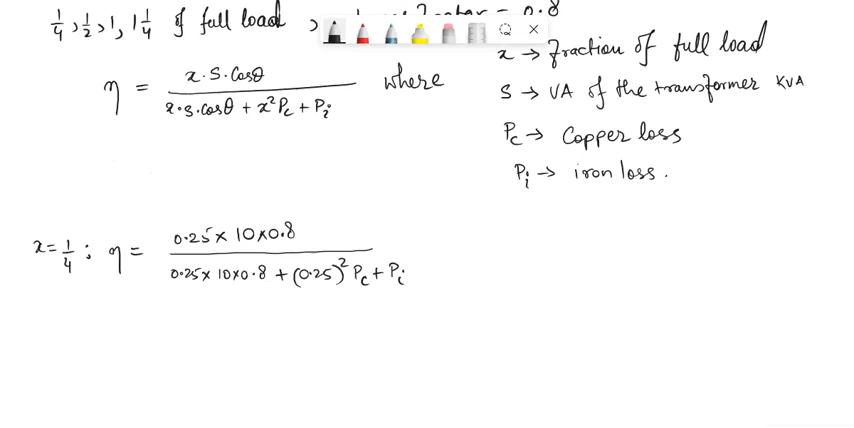 1/4, 1/2, 1, 1 1/4 of full load, = 0.8
x → fraction of full load
η = x·S·Cosθ / x·S·Cosθ + x²Pc + Pi where
S → VA of the transformer KVA
Pc → Copper loss
Pi → iron loss.
x = 1/4 ; η = 0.25 × 10 × 0.8 / 0.25 × 10 × 0.8 + (0.25)² Pc + Pi